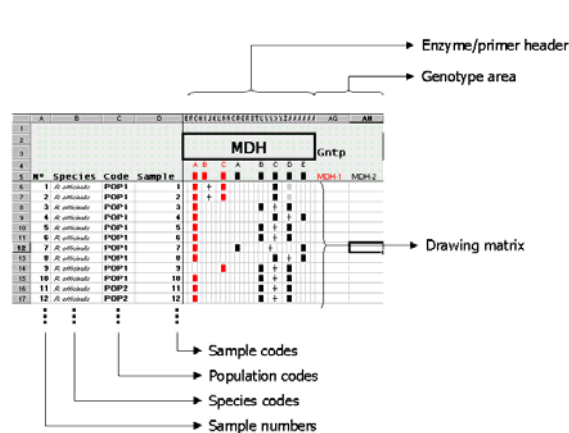 Enzyme/primer header
Genotype area
A B C D AG AH
1
2
MDH
3 Gntp
4 A B C A B C D E
5 Nº Species Code Sample MDH-1 MDH-2
6 1 R. officinalis POP1 1
7 2 R. officinalis POP1 2
8 3 R. officinalis POP1 3
9 4 R. officinalis POP1 4
10 5 R. officinalis POP1 5
11 6 R. officinalis POP1 6
12 7 R. officinalis POP1 7
13 8 R. officinalis POP1 8
14 9 R. officinalis POP1 9
15 10 R. officinalis POP1 10
16 11 R. officinalis POP2 11
17 12 R. officinalis POP2 12
Drawing matrix
Sample codes
Population codes
Species codes
Sample numbers